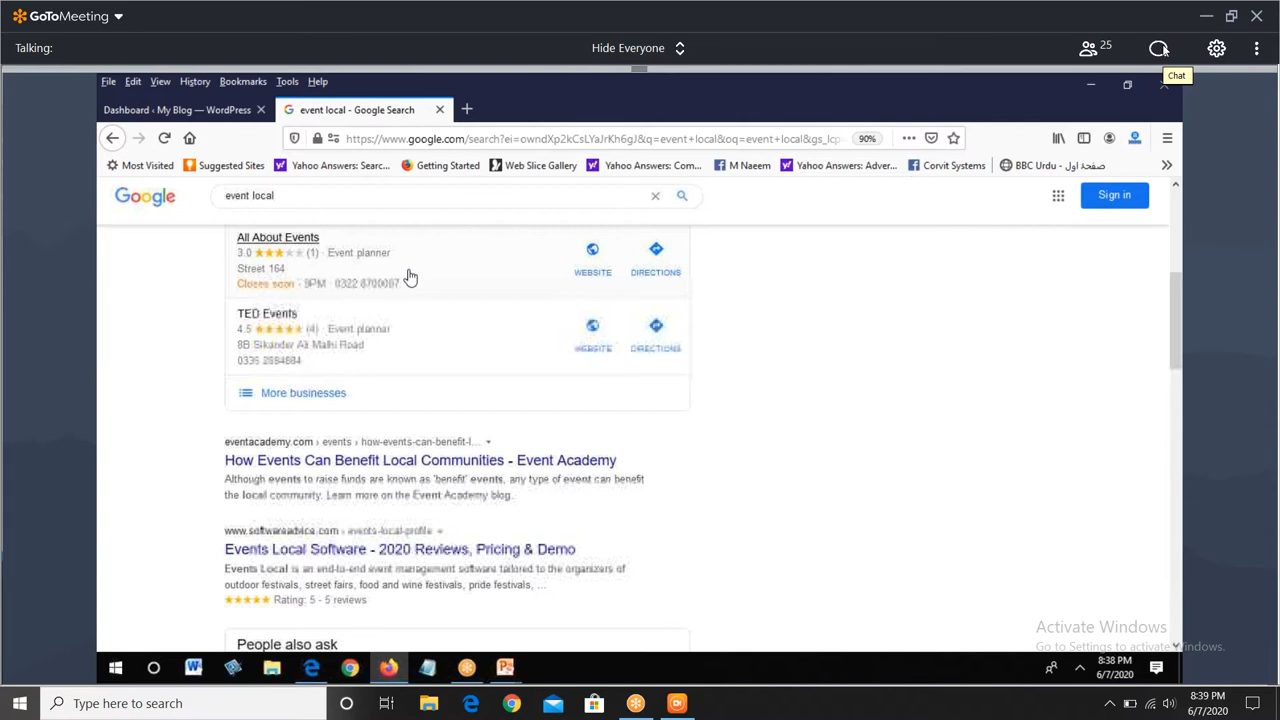 GoToMeeting
Talking:
Hide Everyone
25
Chat
File Edit View History Bookmarks Tools Help
Dashboard ‹ My Blog — WordPress
event local - Google Search
https://www.google.com/search?ei=owndXp2kCsLYaJrKh6gJ&q=event+local&oq=event+local&gs_lcp
90%
Most Visited
Suggested Sites
Yahoo Answers: Searc...
Getting Started
Web Slice Gallery
Yahoo Answers: Com...
M Naeem
Yahoo Answers: Adver...
Corvit Systems
BBC Urdu - صفحۂ اول
Google
event local
Sign in
All About Events
3.0 (1) · Event planner
Street 164
Closes soon · 9PM ·
WEBSITE
DIRECTIONS
TED Events
4.5 (4) · Event planner
8B Sikander Ali Malhi Road
WEBSITE
DIRECTIONS
More businesses
eventacademy.com › events › how-events-can-benefit-l...
How Events Can Benefit Local Communities - Event Academy
Although events to raise funds are known as 'benefit' events, any type of event can benefit
the local community. Learn more on the Event Academy blog.
www.softwareadvice.com › events-local-profile
Events Local Software - 2020 Reviews, Pricing & Demo
Events Local is an end-to-end event management software tailored to the organizers of
outdoor festivals, street fairs, food and wine festivals, pride festivals, ...
Rating: 5 - 5 reviews
People also ask
Activate Windows
Go to Settings to activate Windows.
8:38 PM
6/7/2020
Type here to search
8:39 PM
6/7/2020